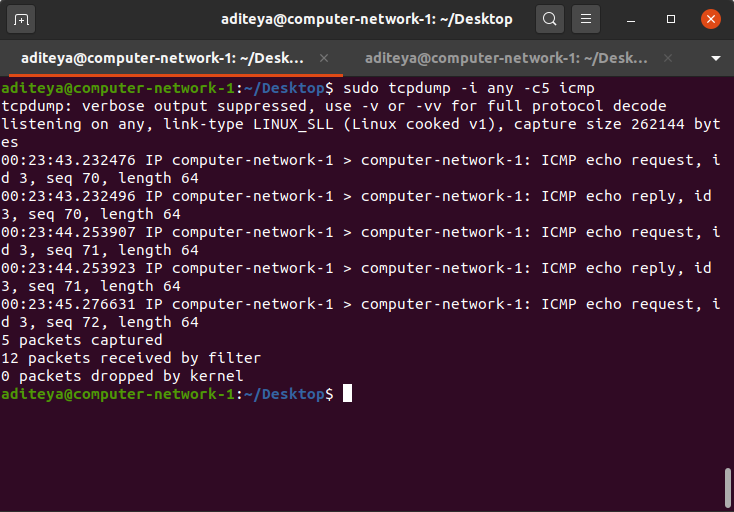 aditeya@computer-network-1: ~/Desktop
aditeya@computer-network-1: ~/Desk...
aditeya@computer-network-1: ~/Desk...
aditeya@computer-network-1:~/Desktop$ sudo tcpdump -i any -c5 icmp
tcpdump: verbose output suppressed, use -v or -vv for full protocol decode
listening on any, link-type LINUX_SLL (Linux cooked v1), capture size 262144 byt
es
00:23:43.232476 IP computer-network-1 > computer-network-1: ICMP echo request, i
d 3, seq 70, length 64
00:23:43.232496 IP computer-network-1 > computer-network-1: ICMP echo reply, id
3, seq 70, length 64
00:23:44.253907 IP computer-network-1 > computer-network-1: ICMP echo request, i
d 3, seq 71, length 64
00:23:44.253923 IP computer-network-1 > computer-network-1: ICMP echo reply, id
3, seq 71, length 64
00:23:45.276631 IP computer-network-1 > computer-network-1: ICMP echo request, i
d 3, seq 72, length 64
5 packets captured
12 packets received by filter
0 packets dropped by kernel
aditeya@computer-network-1:~/Desktop$